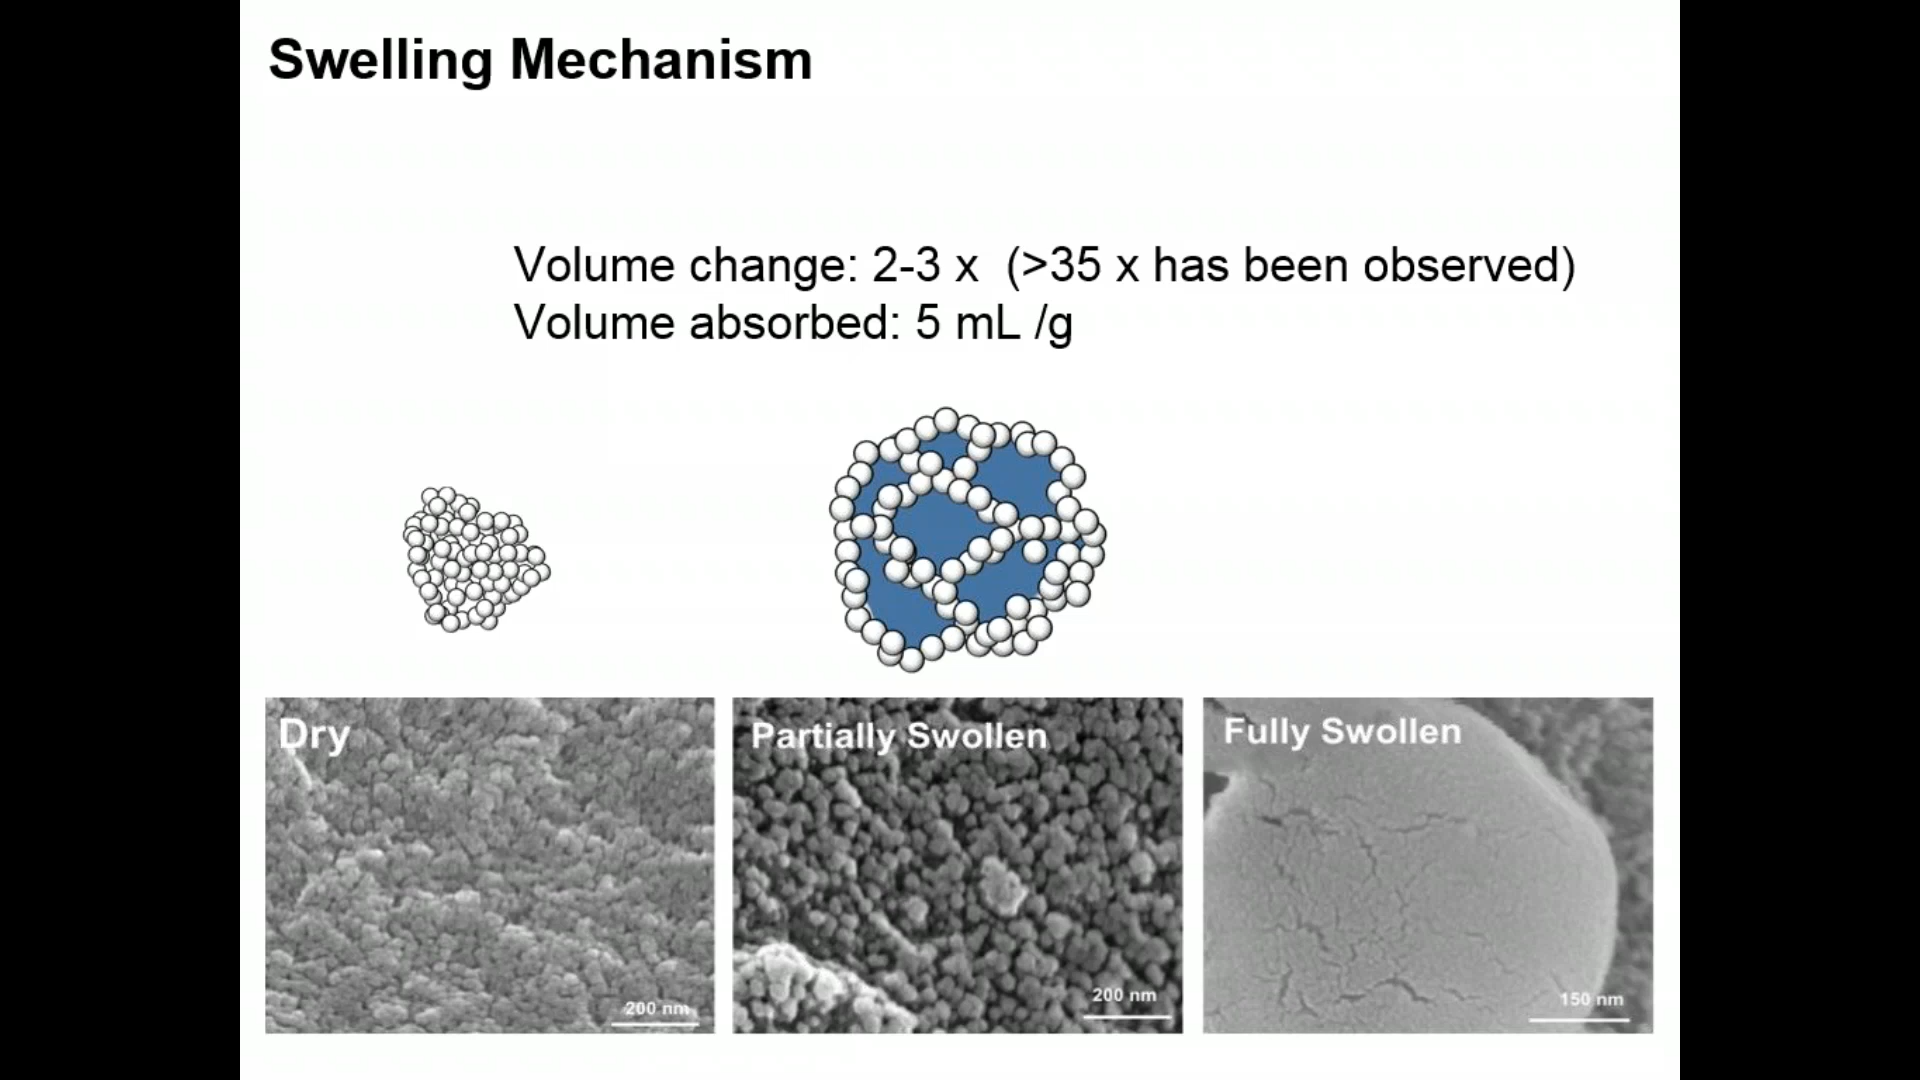 Swelling Mechanism
Volume change: 2-3 x  (>35 x has been observed)
Volume absorbed: 5 mL /g
Dry
Partially Swollen
Fully Swollen
200 nm
200 nm
150 nm